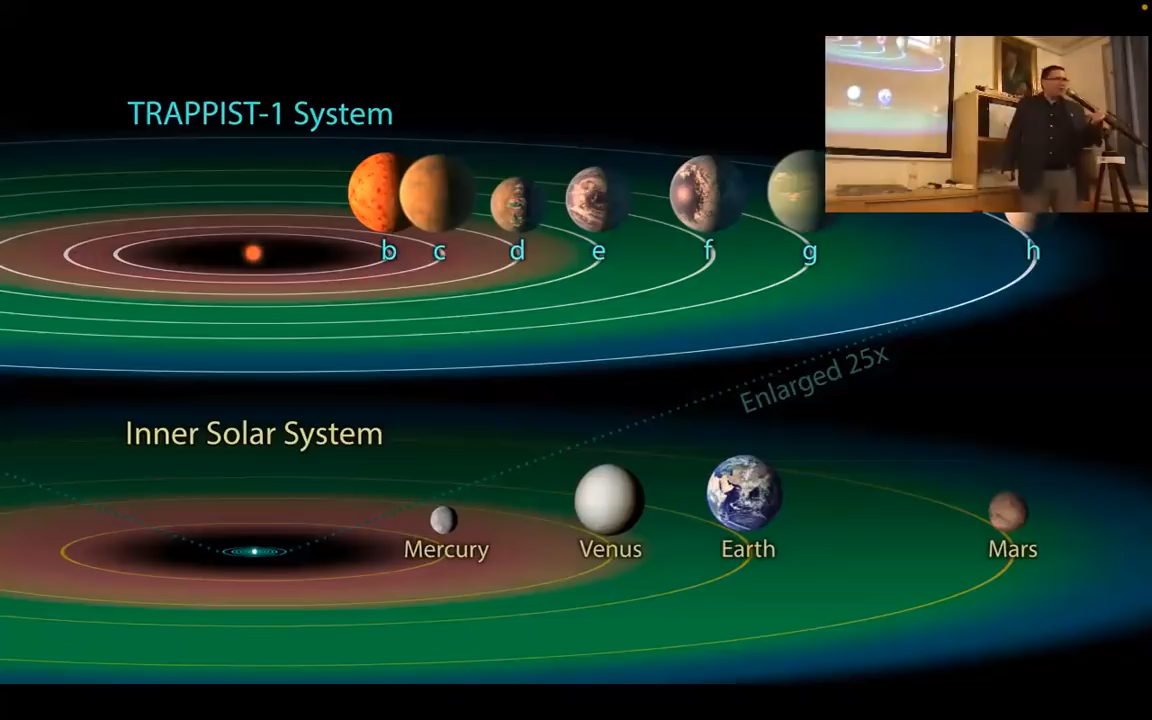 TRAPPIST-1 System
b
c
d
e
f
g
h
Enlarged 25x
Inner Solar System
Mercury
Venus
Earth
Mars